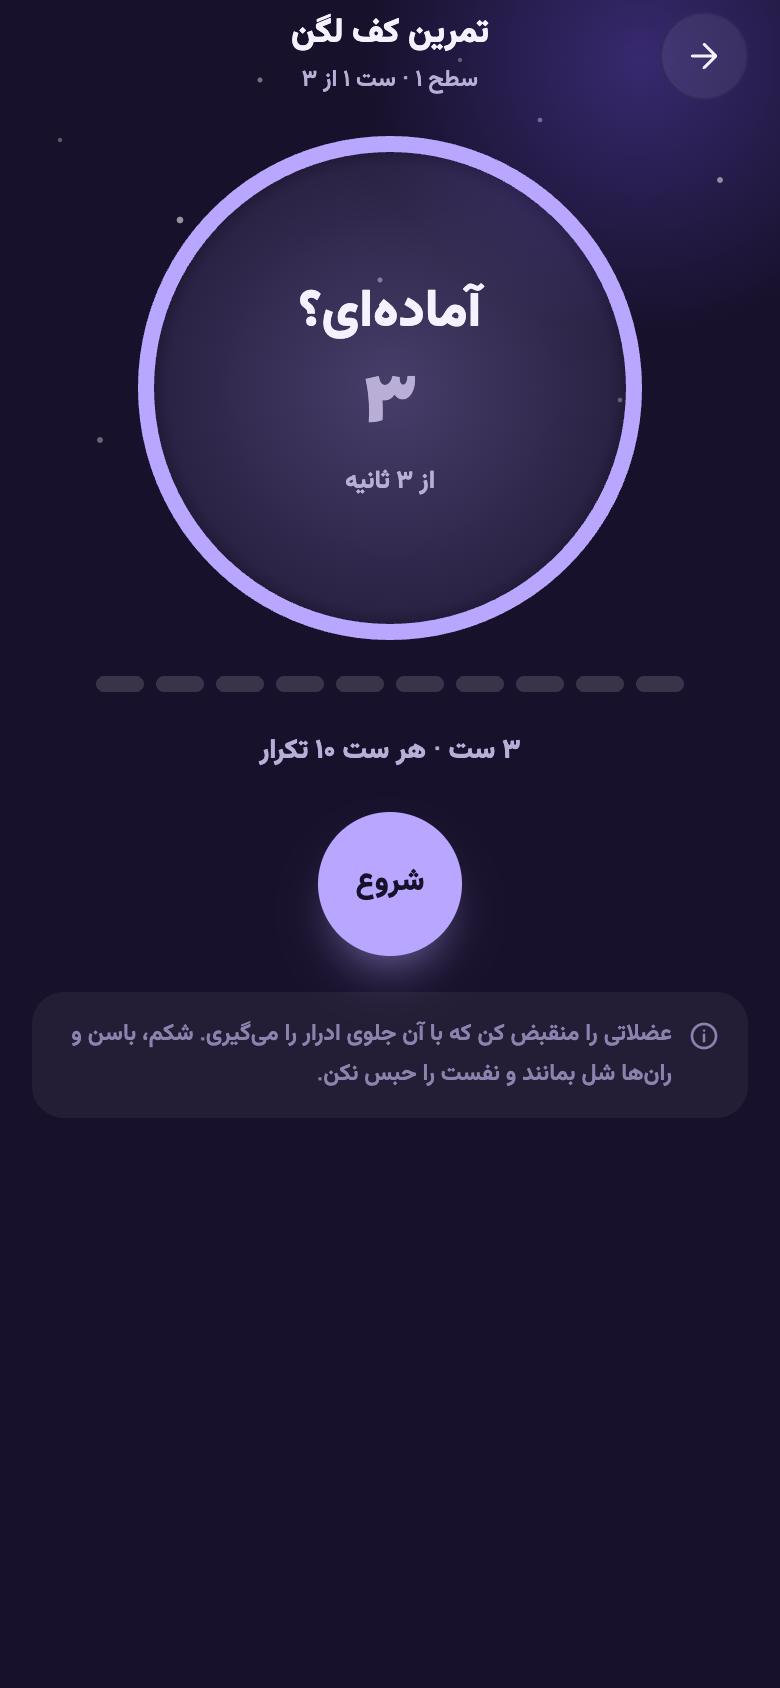 تمرین کف لگن
سطح ۱ · ست ۱ از ۳
آماده‌ای؟
۳
از ۳ ثانیه
۳ ست · هر ست ۱۰ تکرار
شروع
عضلاتی را منقبض کن که با آن جلوی ادرار را می‌گیری. شکم، باسن و
ران‌ها شل بمانند و نفست را حبس نکن.